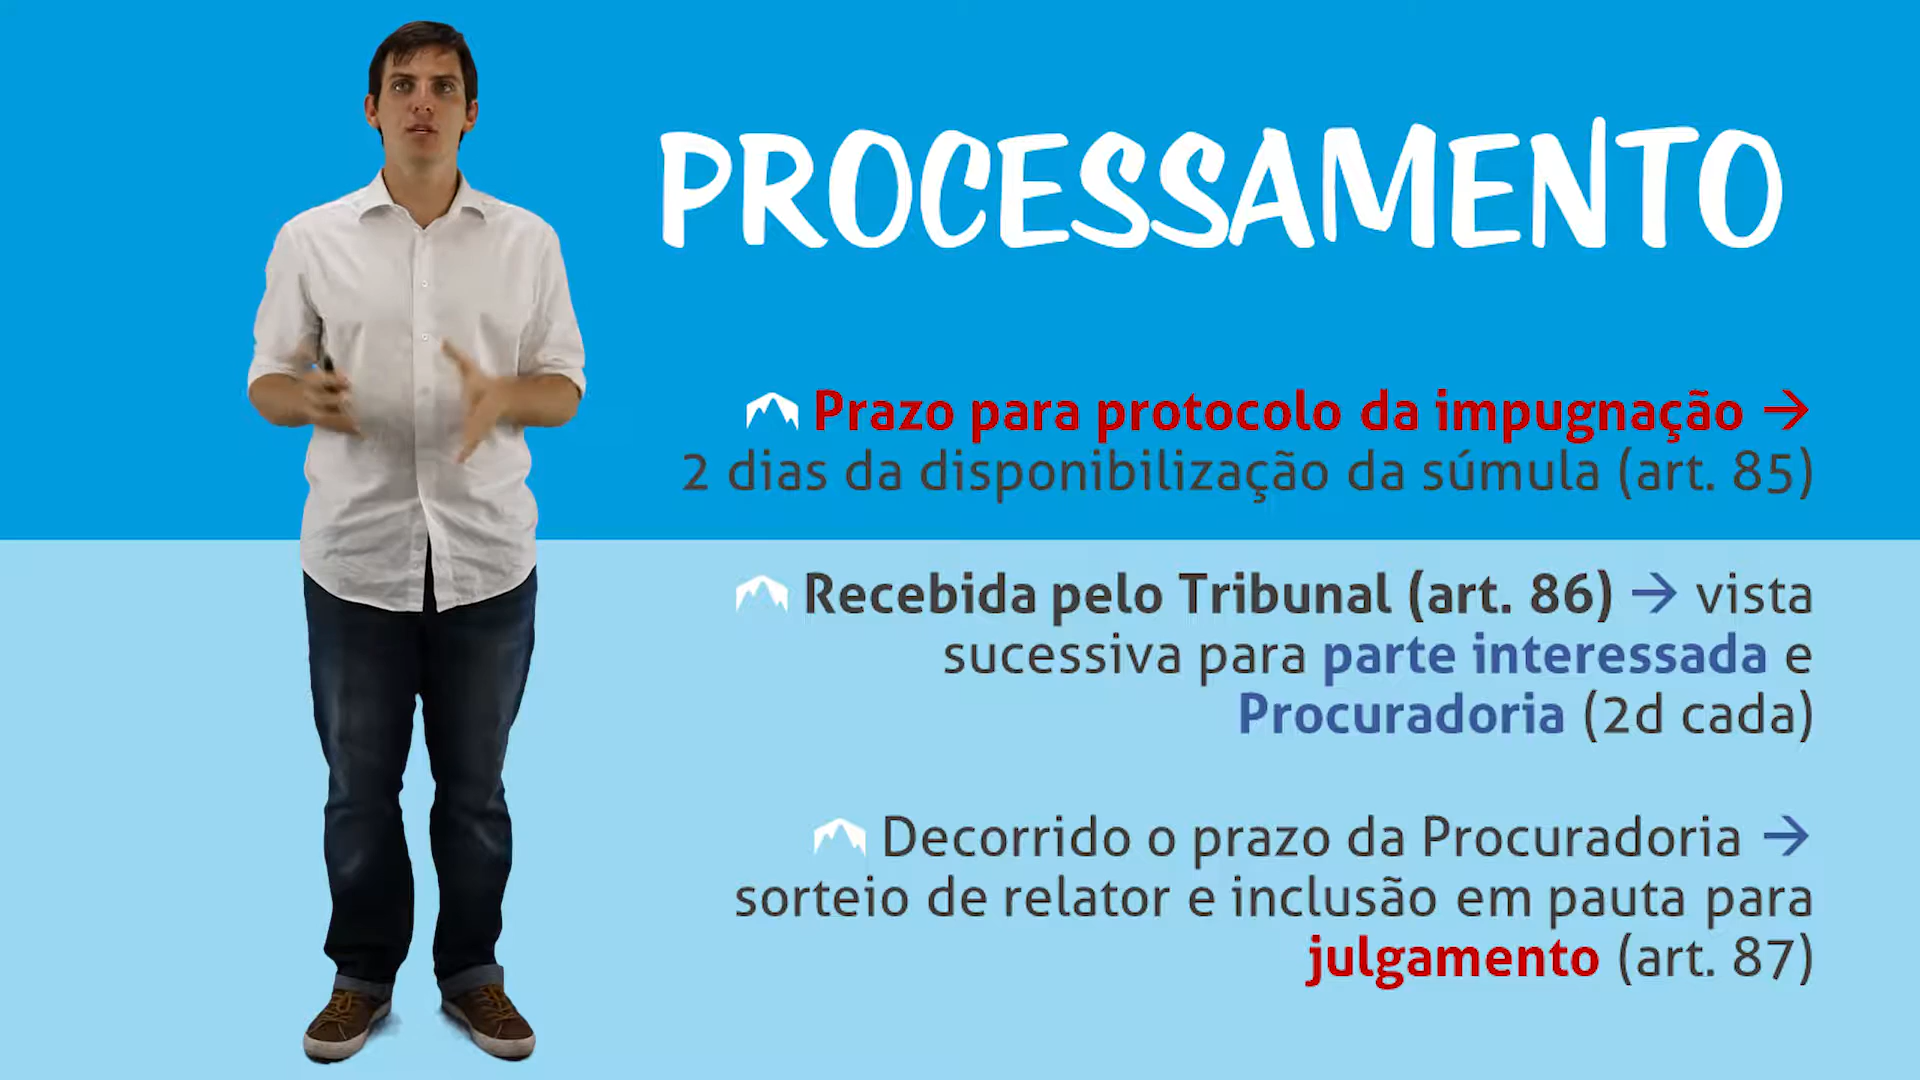 PROCESSAMENTO
Prazo para protocolo da impugnação →
2 dias da disponibilização da súmula (art. 85)
Recebida pelo Tribunal (art. 86) → vista
sucessiva para parte interessada e
Procuradoria (2d cada)
Decorrido o prazo da Procuradoria →
sorteio de relator e inclusão em pauta para
julgamento (art. 87)